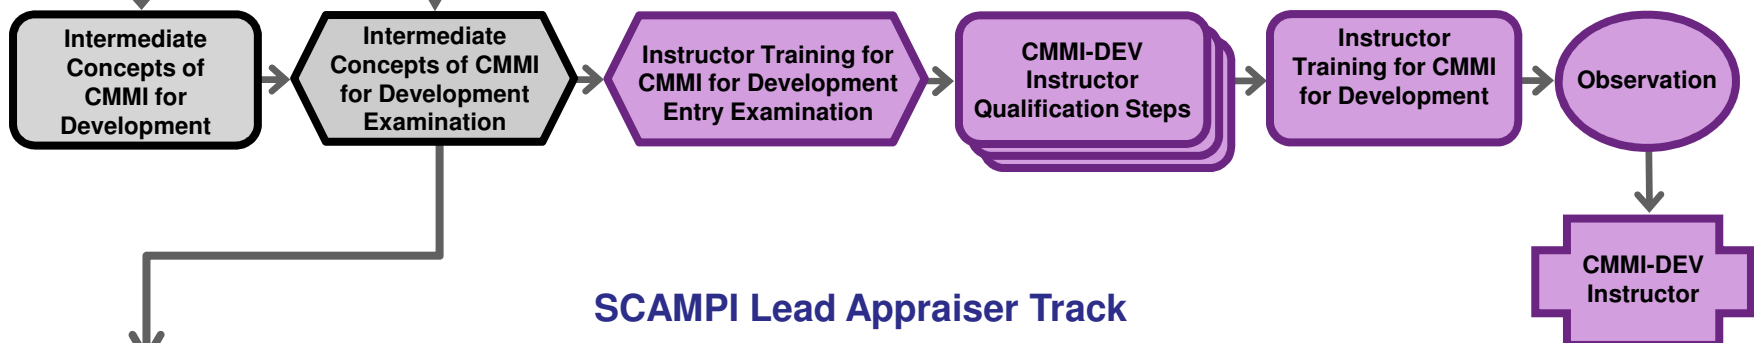 Intermediate
Concepts of
CMMI for
Development
Intermediate
Concepts of CMMI
for Development
Examination
Instructor Training for
CMMI for Development
Entry Examination
CMMI-DEV
Instructor
Qualification Steps
Instructor
Training for CMMI
for Development
Observation
CMMI-DEV
Instructor
SCAMPI Lead Appraiser Track